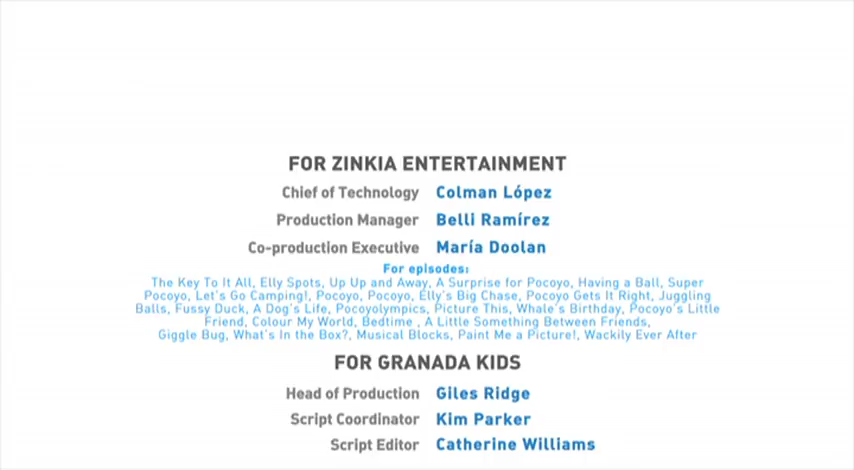 FOR ZINKIA ENTERTAINMENT
Chief of Technology Colman López
Production Manager Belli Ramírez
Co-production Executive María Doolan
For episodes:
The Key To It All, Elly Spots, Up Up and Away, A Surprise for Pocoyo, Having a Ball, Super
Pocoyo, Let's Go Camping!, Pocoyo, Pocoyo, Elly's Big Chase, Pocoyo Gets It Right, Juggling
Balls, Fussy Duck, A Dog's Life, Pocoyolympics, Picture This, Whale's Birthday, Pocoyo's Little
Friend, Colour My World, Bedtime , A Little Something Between Friends,
Giggle Bug, What's In the Box?, Musical Blocks, Paint Me a Picture!, Wackily Ever After
FOR GRANADA KIDS
Head of Production Giles Ridge
Script Coordinator Kim Parker
Script Editor Catherine Williams